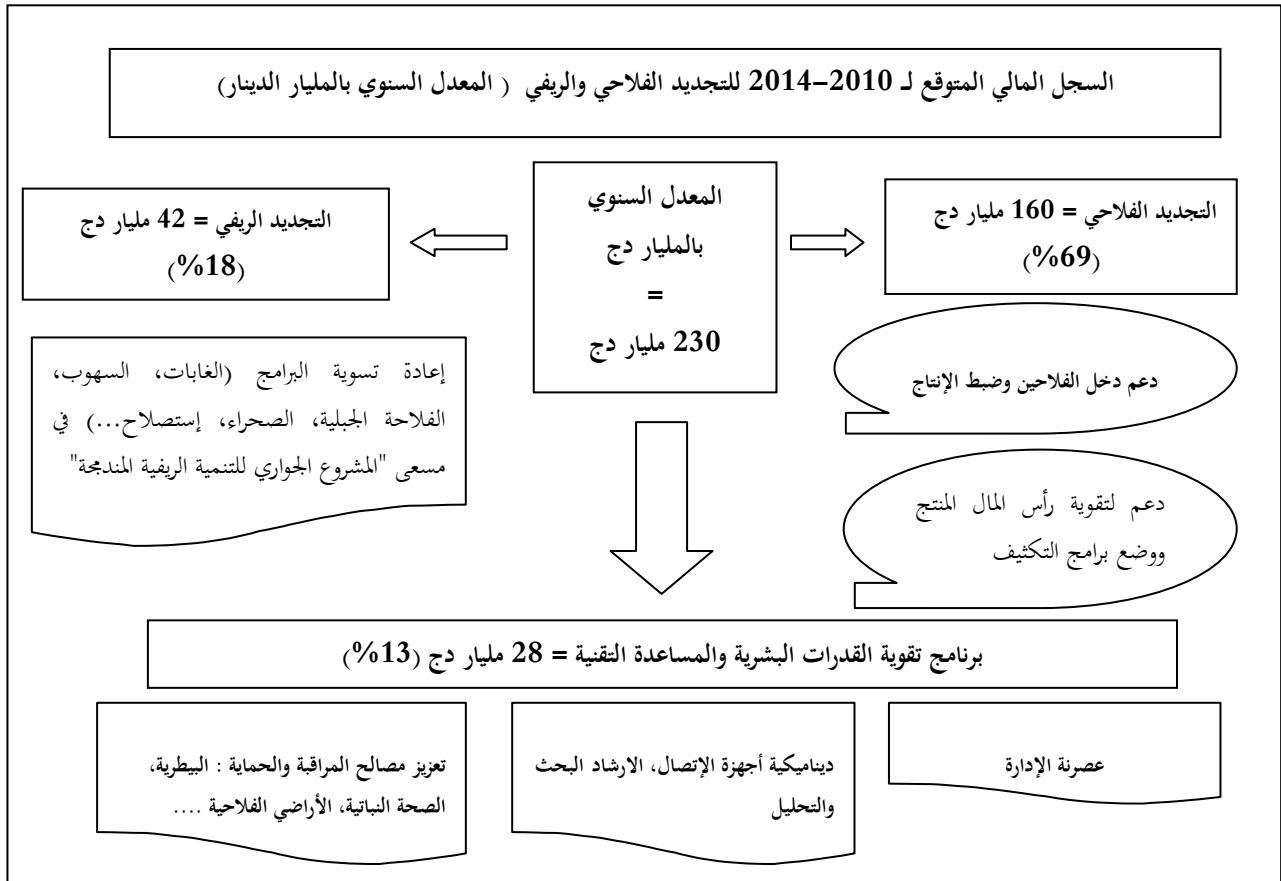 السجل المالي المتوقع لـ 2010–2014 للتجديد الفلاحي والريفي ( المعدل السنوي بالمليار الدينار)
المعدل السنوي
بالمليار دج
=
230 مليار دج
التجديد الفلاحي = 160 مليار دج
(69%)
التجديد الريفي = 42 مليار دج
(18%)
دعم دخل الفلاحين وضبط الإنتاج
دعم لتقوية رأس المال المنتج
ووضع برامج التكثيف
إعادة تسوية البرامج (الغابات، السهوب،
الفلاحة الجبلية، الصحراء، إستصلاح...) في
مسعى "المشروع الجواري للتنمية الريفية المندمجة"
برنامج تقوية القدرات البشرية والمساعدة التقنية = 28 مليار دج (13%)
عصرنة الإدارة
ديناميكية أجهزة الإتصال، الارشاد البحث
والتحليل
تعزيز مصالح المراقبة والحماية : البيطرية،
الصحة النباتية، الأراضي الفلاحية ....